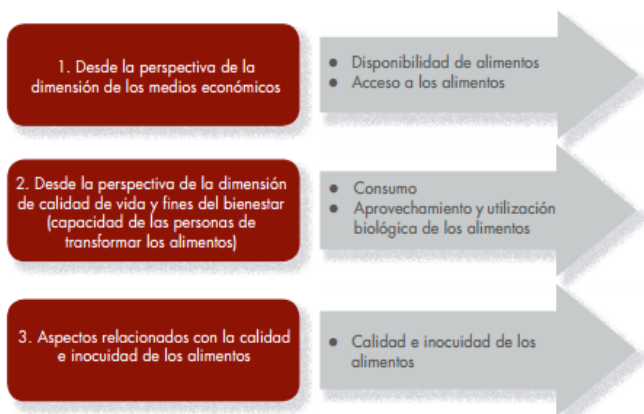 1. Desde la perspectiva de la
dimensión de los medios económicos
● Disponibilidad de alimentos
● Acceso a los alimentos
2. Desde la perspectiva de la dimensión
de calidad de vida y fines del bienestar
(capacidad de las personas de
transformar los alimentos)
● Consumo
● Aprovechamiento y utilización
biológica de los alimentos
3. Aspectos relacionados con la calidad
e inocuidad de los alimentos
● Calidad e inocuidad de los
alimentos